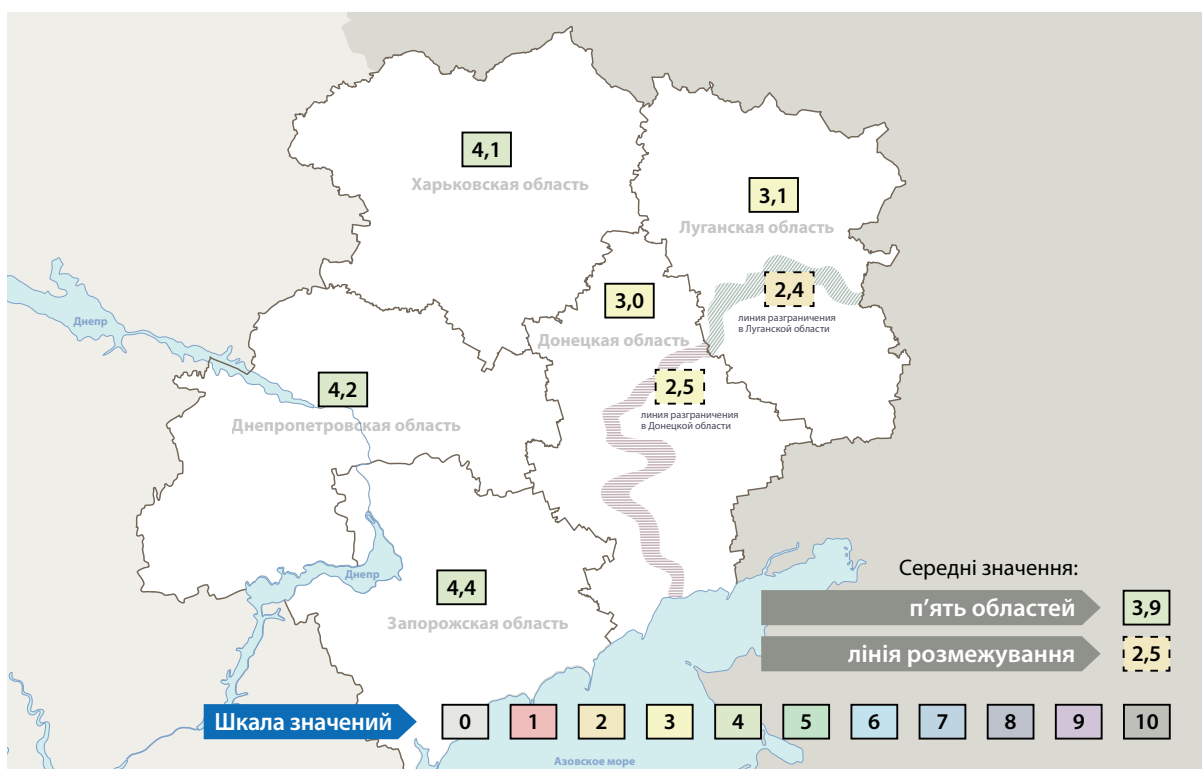 4,1
Харьковская область
3,1
Луганская область
3,0
2,4
линия разграничения
в Луганской области
Днепр
Донецкая область
4,2
2,5
линия разграничения
в Донецкой области
Днепропетровская область
Середні значення:
Днепр
4,4
п’ять областей
3,9
Запорожская область
лінія розмежування
2,5
Шкала значений
0 1 2 3 4 5 6 7 8 9 10
Азовское море